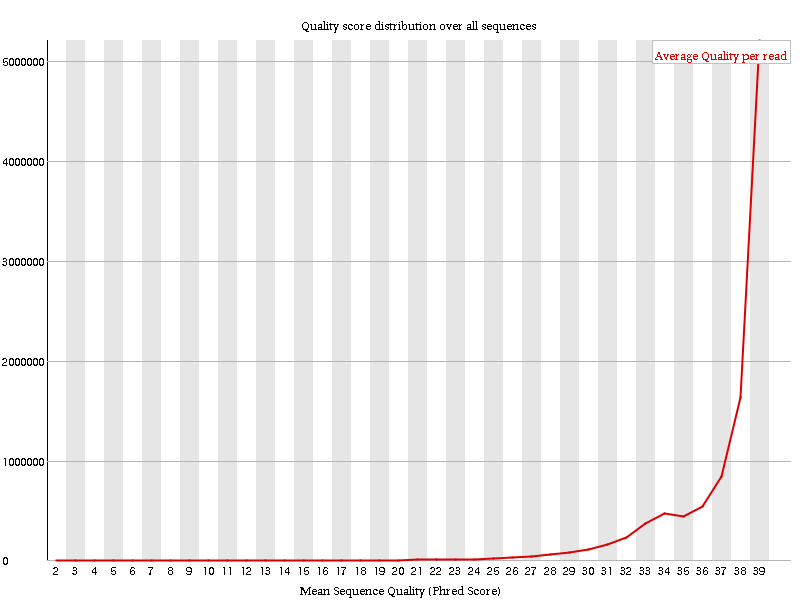 Quality score distribution over all sequences
Average Quality per read
5000000
4000000
3000000
2000000
1000000
0
2 3 4 5 6 7 8 9 10 11 12 13 14 15 16 17 18 19 20 21 22 23 24 25 26 27 28 29 30 31 32 33 34 35 36 37 38 39
Mean Sequence Quality (Phred Score)